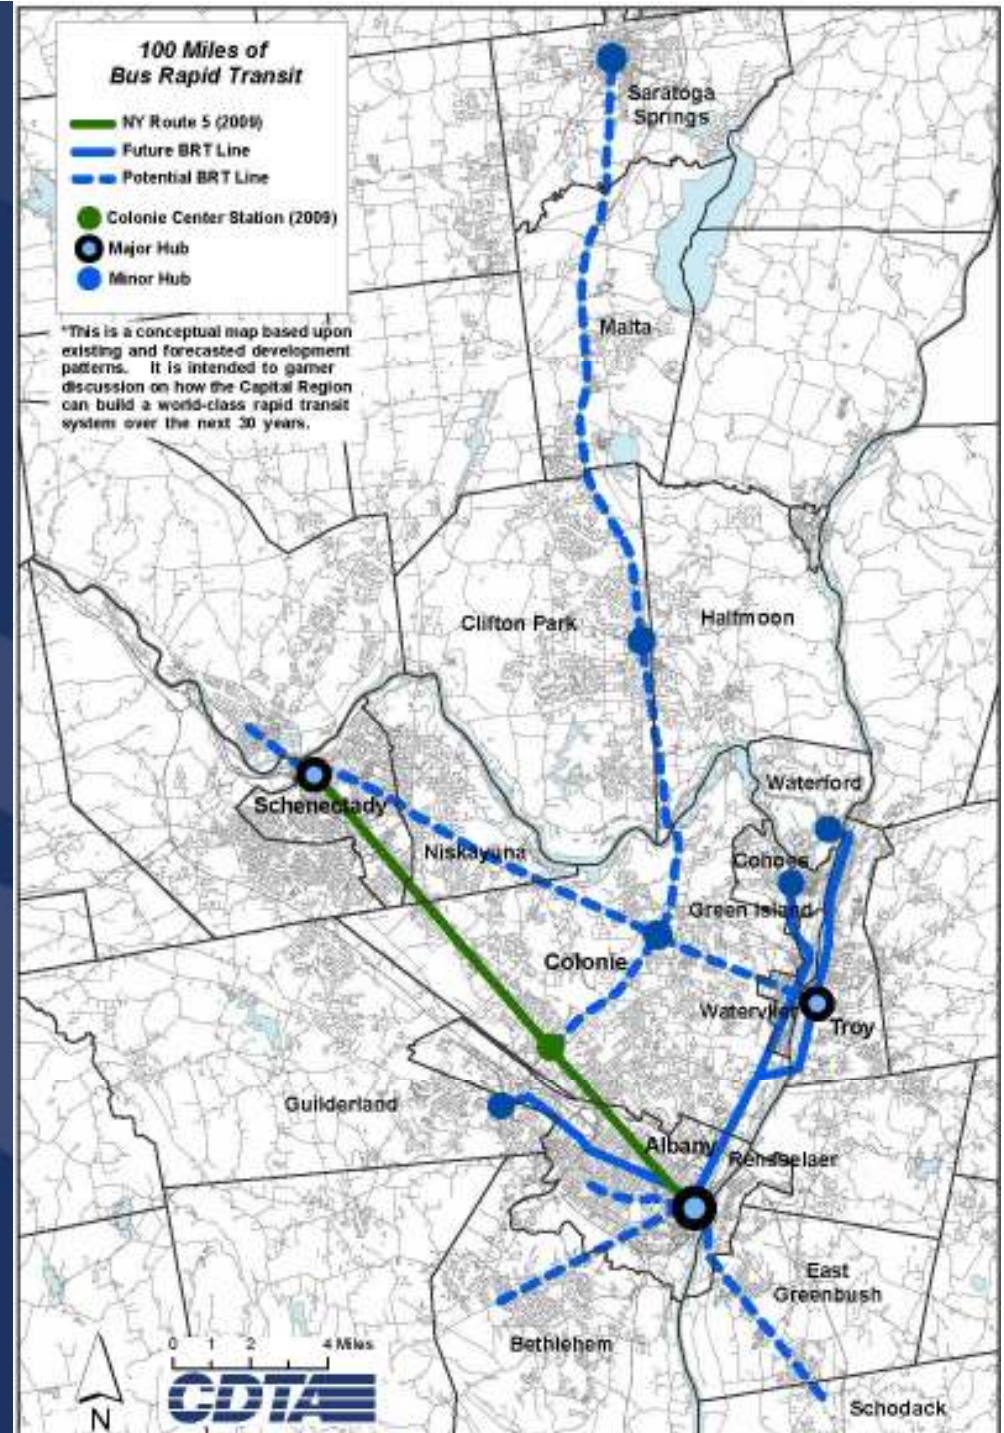 100 Miles of
Bus Rapid Transit
NY Route 5 (2009)
Future BRT Line
Potential BRT Line
Colonie Center Station (2009)
Major Hub
Minor Hub
*This is a conceptual map based upon
existing and forecasted development
patterns. It is intended to garner
discussion on how the Capital Region
can build a world-class rapid transit
system over the next 30 years.
Saratoga
Springs
Malta
Clifton Park
Halfmoon
Waterford
Schenectady
Niskayuna
Cohoes
Green Island
Colonie
Watervliet
Troy
Guilderland
Albany
Rensselaer
East
Greenbush
Bethlehem
Schodack
0 2 4 Miles
CDTA
N